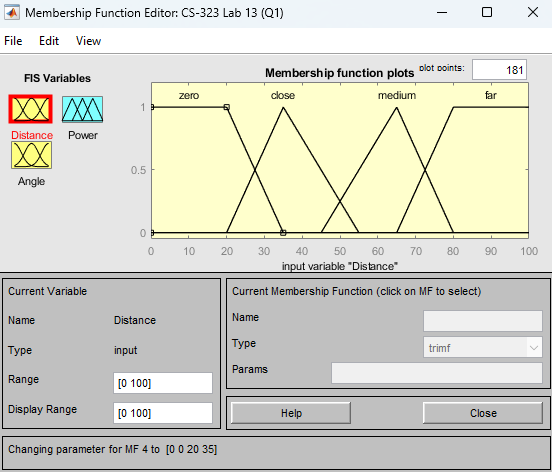 Membership Function Editor: CS-323 Lab 13 (Q1)
File Edit View
FIS Variables
Distance
Power
Angle
Membership function plots
plot points:
181
zero close medium far
1
0.5
0
0 10 20 30 40 50 60 70 80 90 100
input variable "Distance"
Current Variable
Name Distance
Type input
Range [0 100]
Display Range [0 100]
Current Membership Function (click on MF to select)
Name
Type trimf
Params
Help Close
Changing parameter for MF 4 to [0 0 20 35]